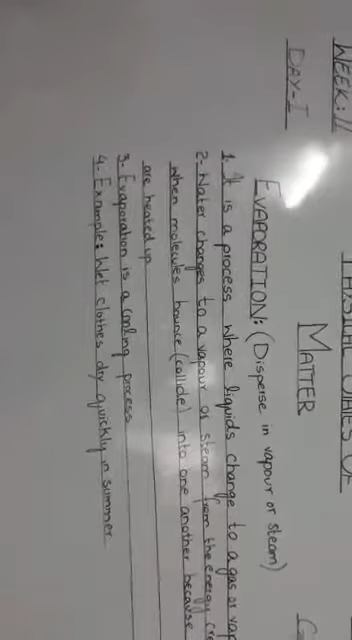 WEEK: 11
DAY-I
STATES OF
MATTER
EVAPORATION: (Disperse in vapour or steam)
1. It is a process where liquids change to a gas or vap
2- Water changes to a vapour or steam from the energy cre
when molecules bounce (collide) into one another because
are heated up
3- Evaporation is a cooling process
4- Example: Wet clothes dry quickly in summer.